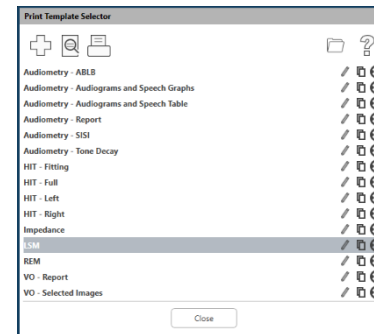 Print Template Selector
Audiometry - ABLB
Audiometry - Audiograms and Speech Graphs
Audiometry - Audiograms and Speech Table
Audiometry - Report
Audiometry - SISI
Audiometry - Tone Decay
HIT - Fitting
HIT - Full
HIT - Left
HIT - Right
Impedance
LSM
REM
VO - Report
VO - Selected Images
Close